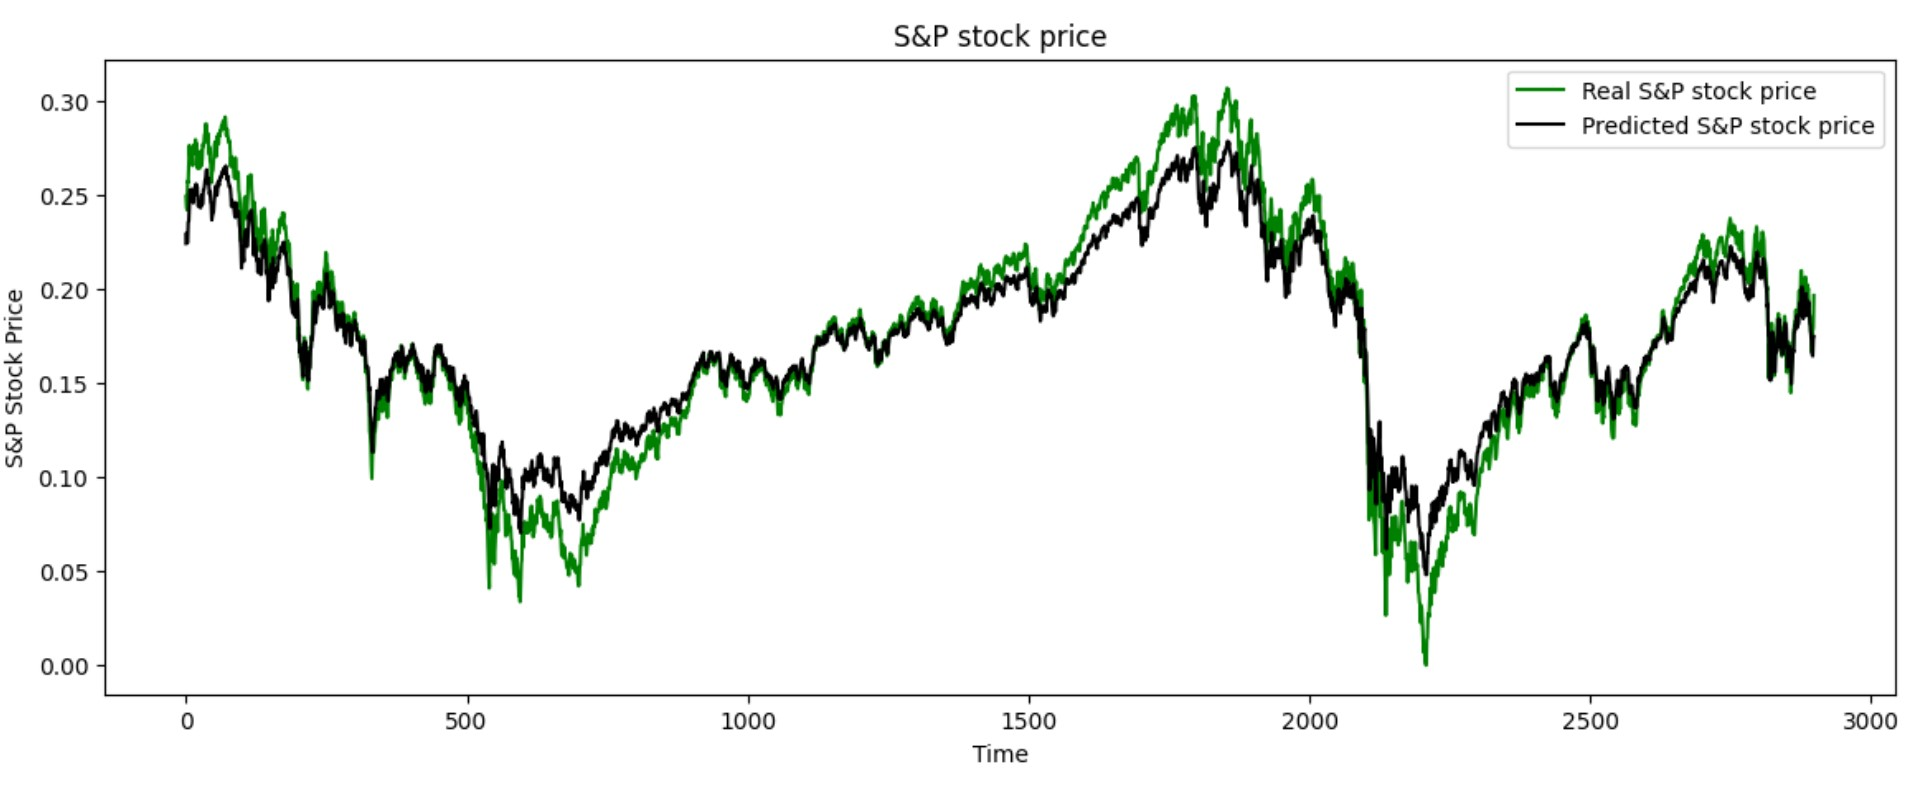 S&P stock price
Real S&P stock price
Predicted S&P stock price
S&P Stock Price
0.30
0.25
0.20
0.15
0.10
0.05
0.00
0 500 1000 1500 2000 2500 3000
Time